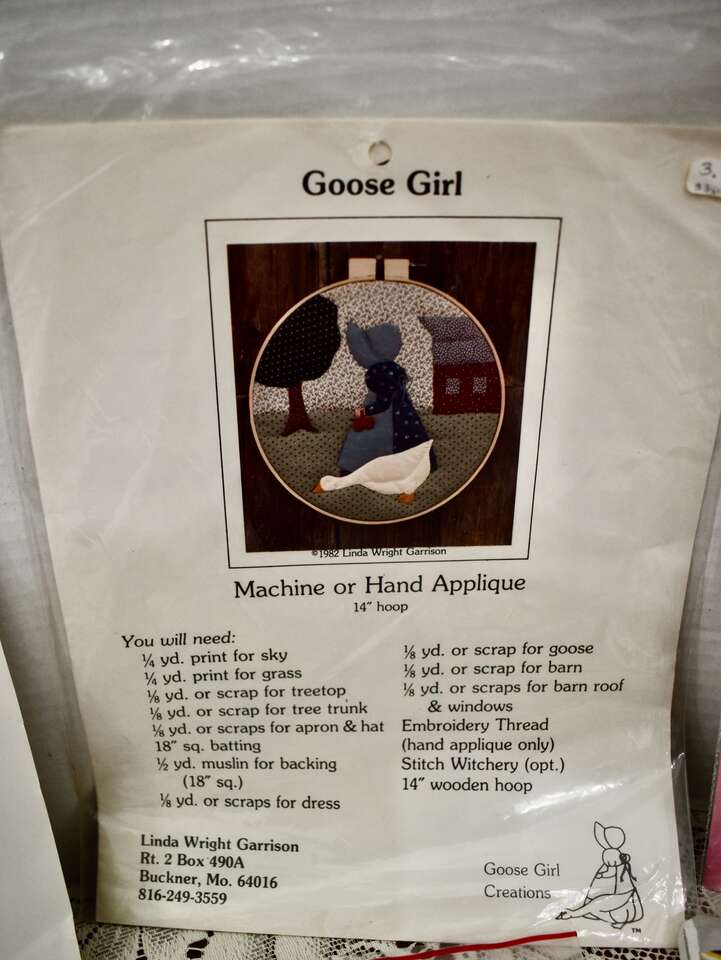 Goose Girl
3.
©1982 Linda Wright Garrison
Machine or Hand Applique
14" hoop
You will need:
¼ yd. print for sky
¼ yd. print for grass
⅛ yd. or scrap for treetop
⅛ yd. or scrap for tree trunk
⅛ yd. or scraps for apron & hat
18" sq. batting
½ yd. muslin for backing
(18" sq.)
⅛ yd. or scraps for dress
⅛ yd. or scrap for goose
⅛ yd. or scrap for barn
⅛ yd. or scraps for barn roof
& windows
Embroidery Thread
(hand applique only)
Stitch Witchery (opt.)
14" wooden hoop
Linda Wright Garrison
Rt. 2 Box 490A
Buckner, Mo. 64016
816-249-3559
Goose Girl
Creations
TM